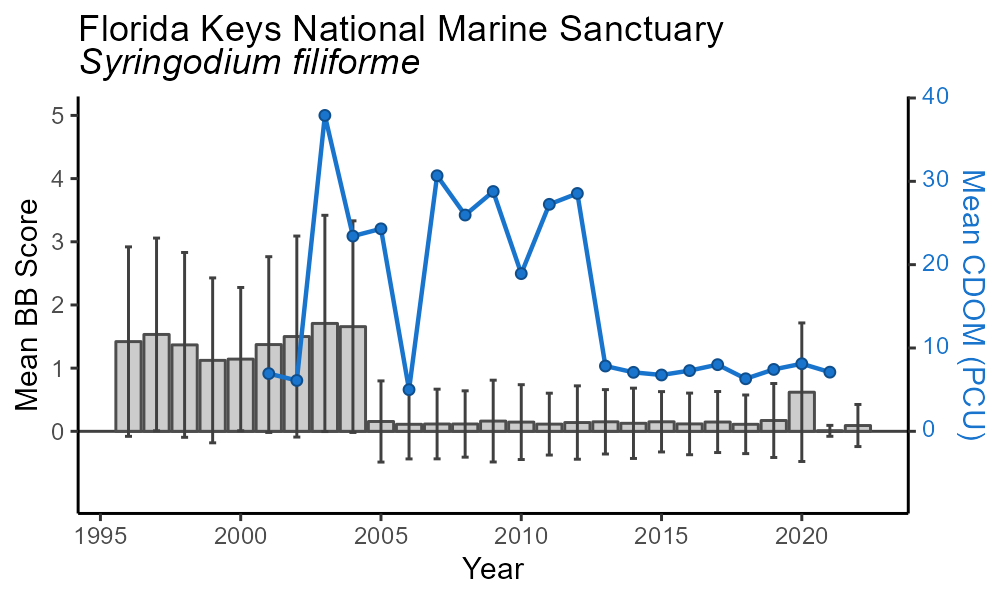 Florida Keys National Marine Sanctuary
Syringodium filiforme
Mean BB Score
5
4
3
2
1
0
40
30
20
10
0
Mean CDOM (PCU)
1995 2000 2005 2010 2015 2020
Year